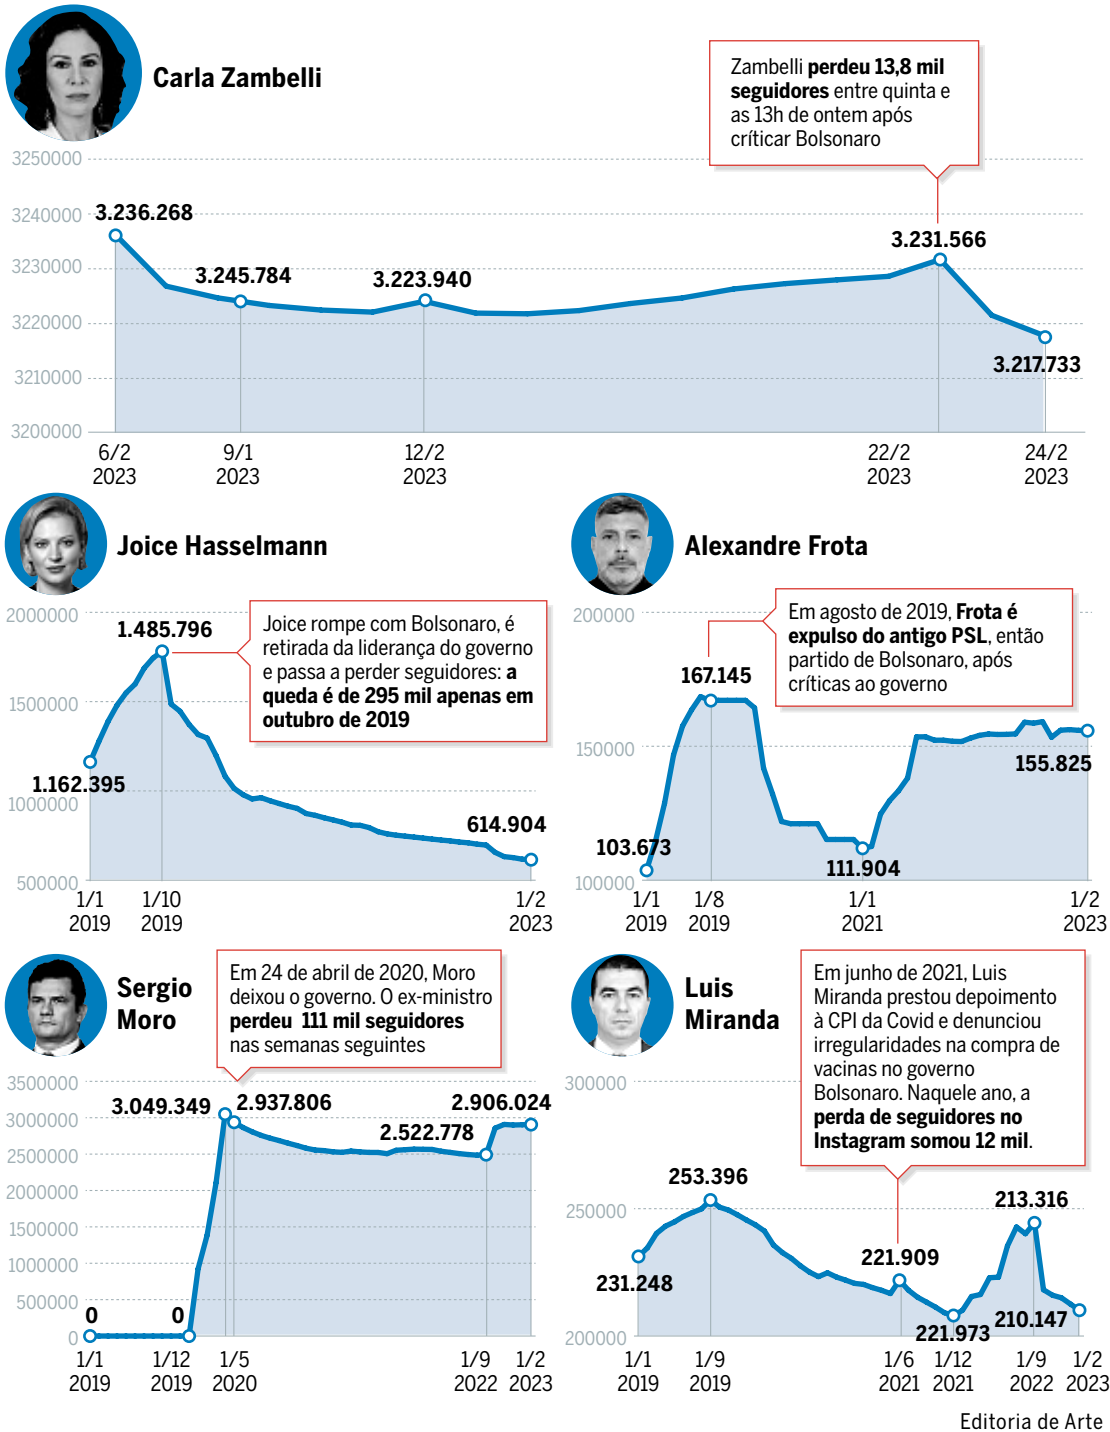 Carla Zambelli
Zambelli perdeu 13,8 mil
seguidores entre quinta e
as 13h de ontem após
críticar Bolsonaro
3250000
3240000
3230000
3220000
3210000
3200000
3.236.268
3.245.784
3.223.940
3.231.566
3.217.733
6/2
2023
9/1
2023
12/2
2023
22/2
2023
24/2
2023
Joice Hasselmann
Joice rompe com Bolsonaro, é
retirada da liderança do governo
e passa a perder seguidores: a
queda é de 295 mil apenas em
outubro de 2019
2000000
1500000
1000000
500000
1.485.796
1.162.395
614.904
1/1
2019
1/10
2019
1/2
2023
Alexandre Frota
Em agosto de 2019, Frota é
expulso do antigo PSL, então
partido de Bolsonaro, após
críticas ao governo
200000
150000
100000
167.145
103.673
111.904
155.825
1/1
2019
1/8
2019
1/1
2021
1/2
2023
Sergio
Moro
Em 24 de abril de 2020, Moro
deixou o governo. O ex-ministro
perdeu 111 mil seguidores
nas semanas seguintes
3500000
3000000
2500000
2000000
1500000
1000000
500000
0
3.049.349
2.937.806
2.906.024
2.522.778
0
0
1/1
2019
1/12
2019
1/5
2020
1/9
2022
1/2
2023
Luis
Miranda
Em junho de 2021, Luis
Miranda prestou depoimento
à CPI da Covid e denunciou
irregularidades na compra de
vacinas no governo
Bolsonaro. Naquele ano, a
perda de seguidores no
Instagram somou 12 mil.
300000
250000
200000
253.396
231.248
221.909
221.973
213.316
210.147
1/1
2019
1/9
2019
1/6
2021
1/12
2021
1/9
2022
1/2
2023
Editoria de Arte